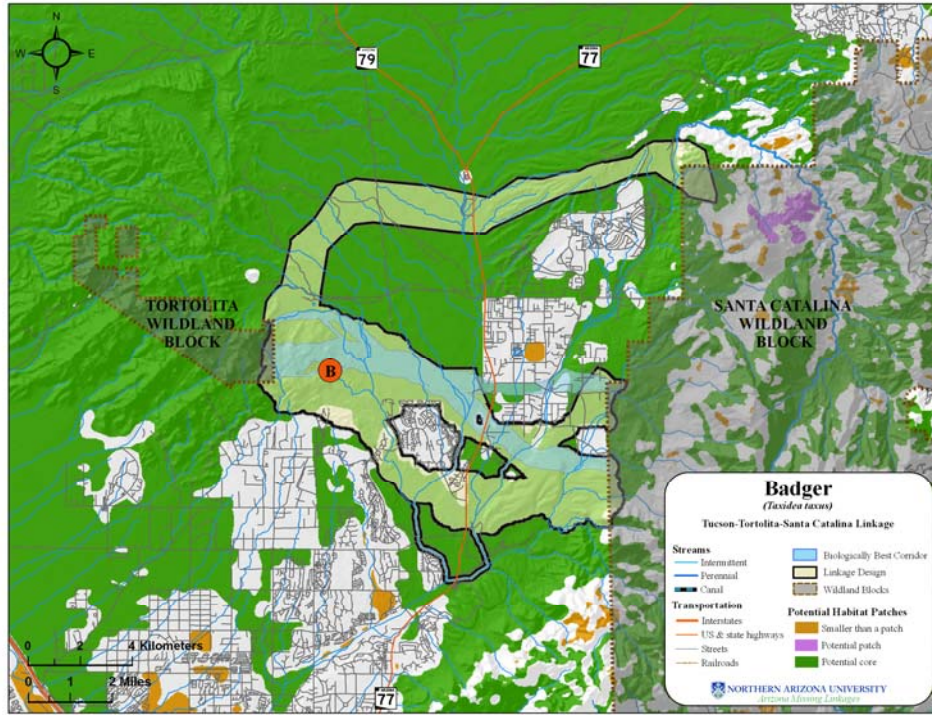 N
W E
S
79
77
TORTOLITA
WILDLAND
BLOCK
SANTA CATALINA
WILDLAND
BLOCK
B
0 2 4 Kilometers
0 1 2 Miles
77
Badger
(Taxidea taxus)
Tucson-Tortolita-Santa Catalina Linkage
Streams
Intermittent
Perennial
Canal
Transportation
Interstates
US & state highways
Streets
Railroads
Biologically Best Corridor
Linkage Design
Wildland Blocks
Potential Habitat Patches
Smaller than a patch
Potential patch
Potential core
NORTHERN ARIZONA UNIVERSITY
Arizona Missing Linkages